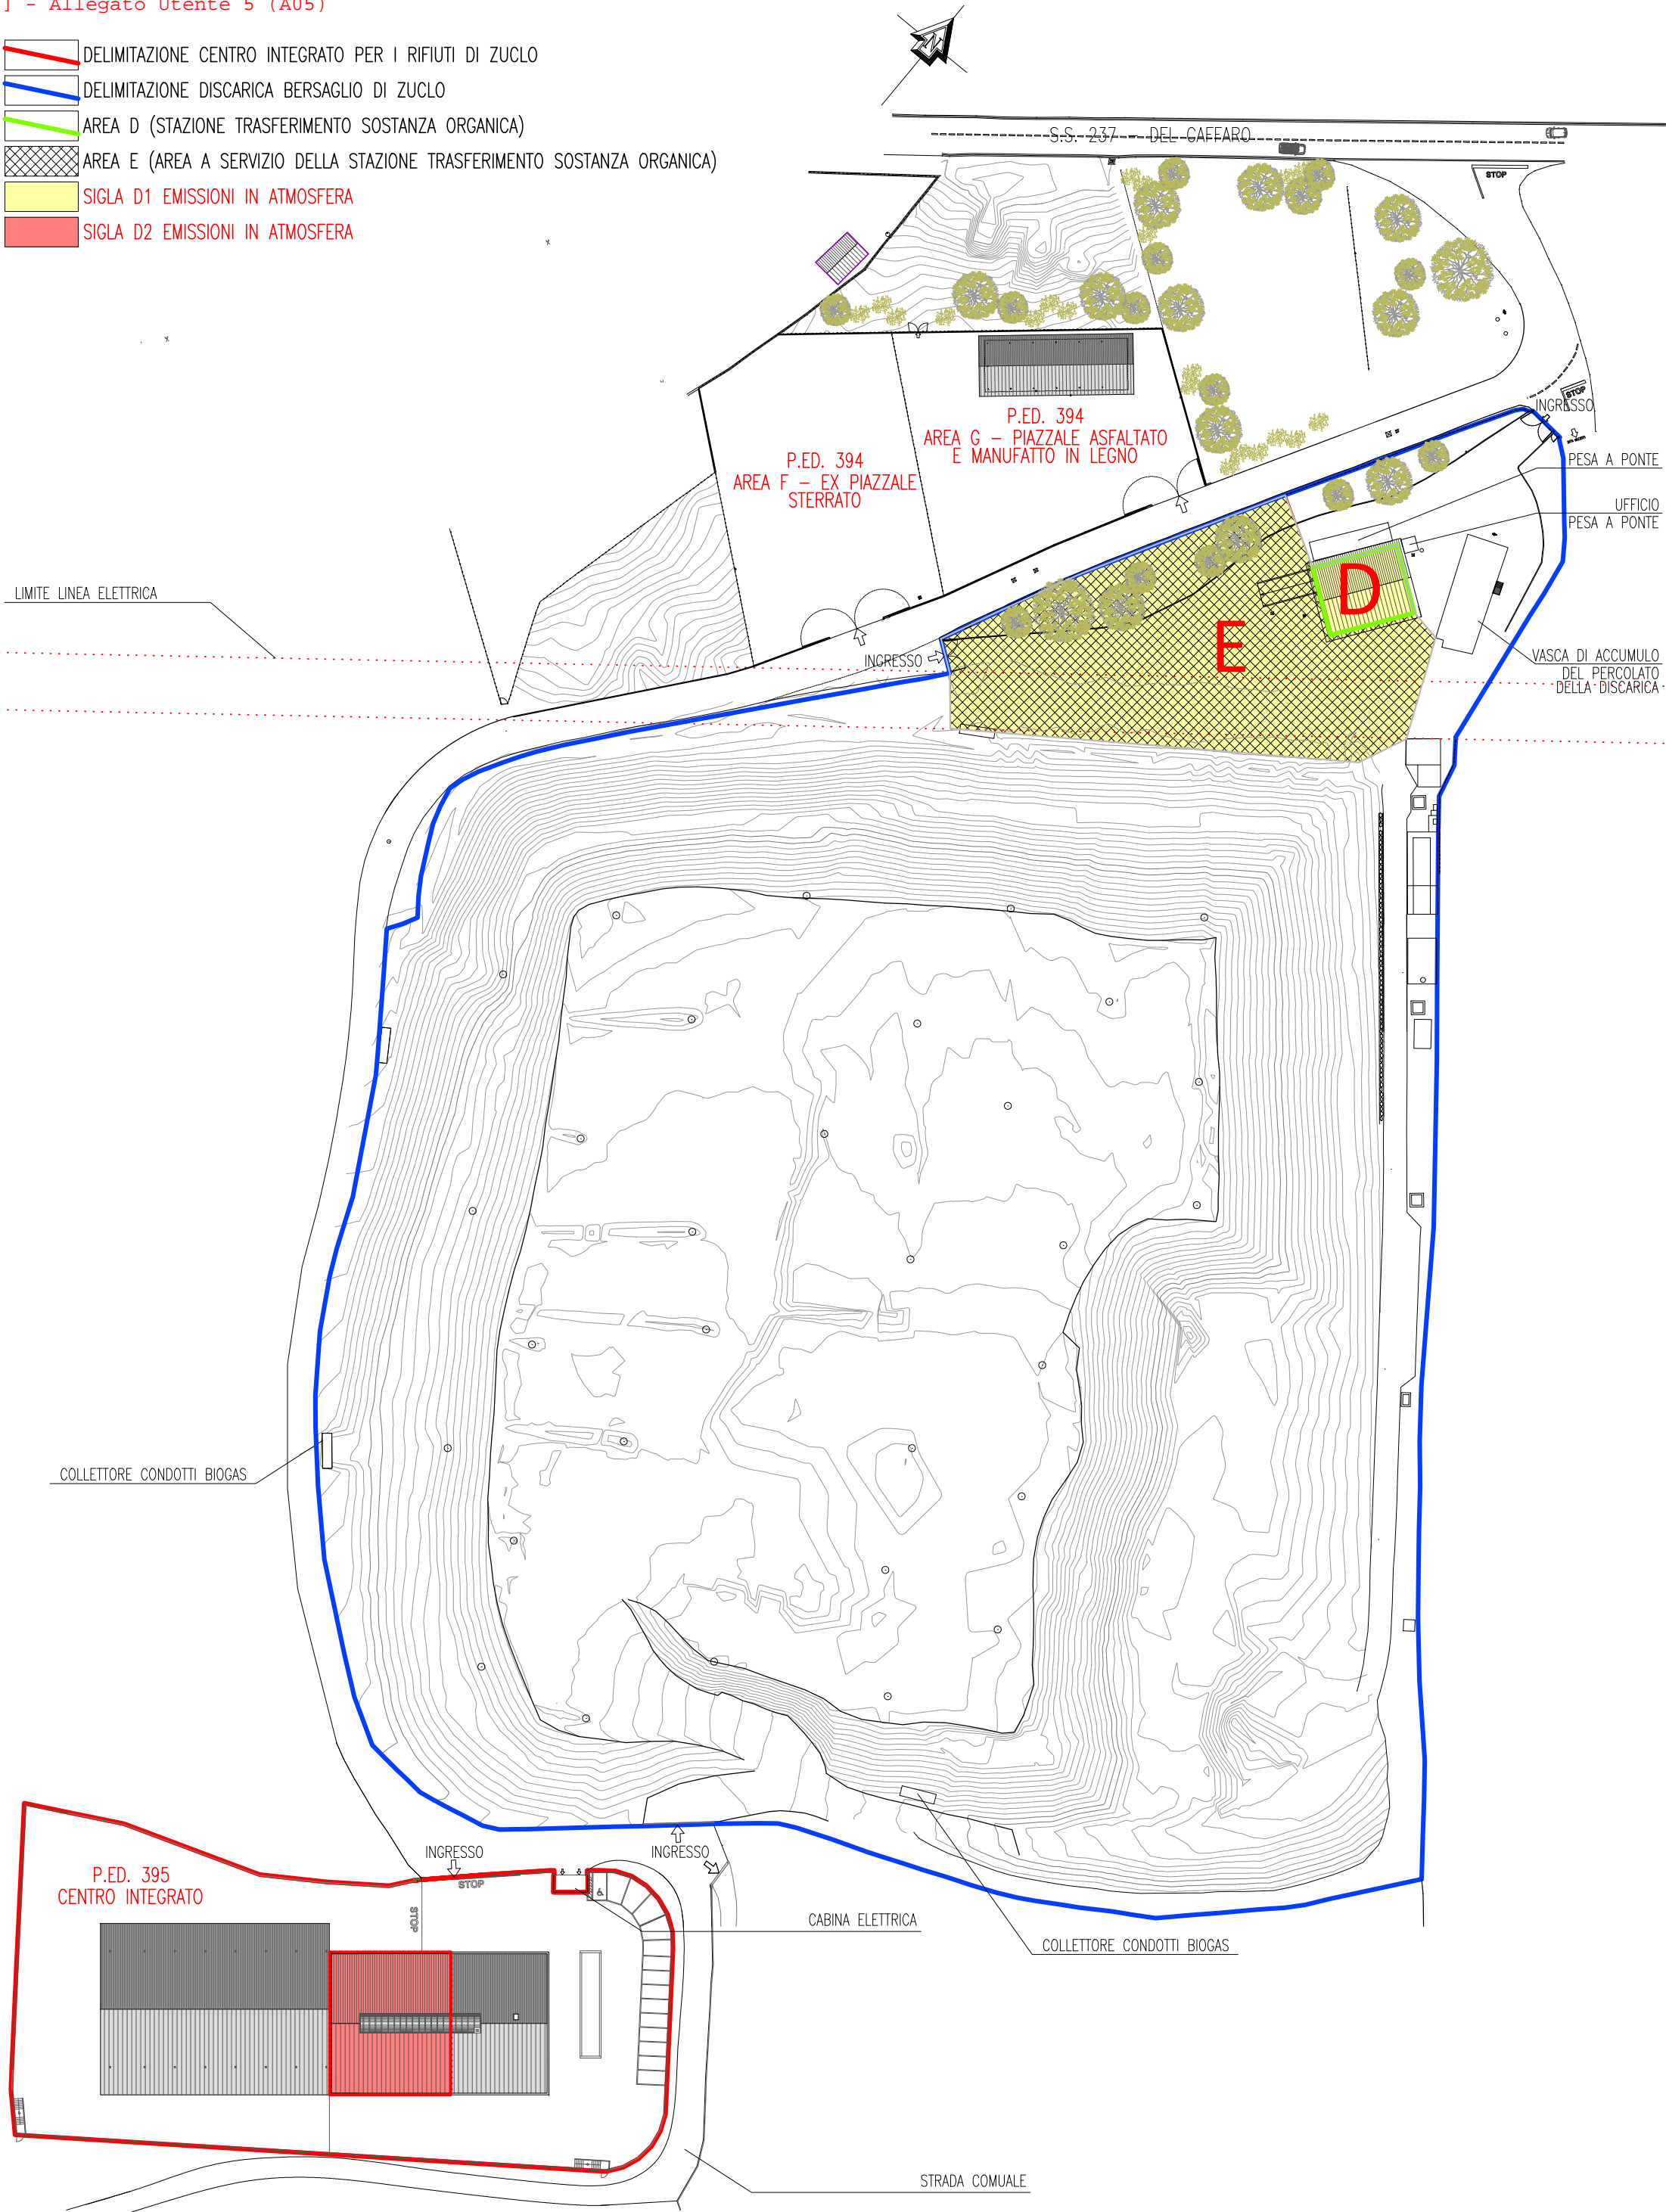 ] - Allegato Utente 5 (A05)
DELIMITAZIONE CENTRO INTEGRATO PER I RIFIUTI DI ZUCLO
DELIMITAZIONE DISCARICA BERSAGLIO DI ZUCLO
AREA D (STAZIONE TRASFERIMENTO SOSTANZA ORGANICA)
AREA E (AREA A SERVIZIO DELLA STAZIONE TRASFERIMENTO SOSTANZA ORGANICA)
SIGLA D1 EMISSIONI IN ATMOSFERA
SIGLA D2 EMISSIONI IN ATMOSFERA
N
S.S. 237 - DEL CAFFARO
STOP
STOP
INGRESSO
P.ED. 394
AREA G - PIAZZALE ASFALTATO
E MANUFATTO IN LEGNO
P.ED. 394
AREA F - EX PIAZZALE
STERRATO
PESA A PONTE
UFFICIO
PESA A PONTE
D
E
LIMITE LINEA ELETTRICA
INGRESSO
VASCA DI ACCUMULO
DEL PERCOLATO
DELLA DISCARICA
COLLETTORE CONDOTTI BIOGAS
INGRESSO
INGRESSO
STOP
STOP
P.ED. 395
CENTRO INTEGRATO
CABINA ELETTRICA
COLLETTORE CONDOTTI BIOGAS
STRADA COMUALE